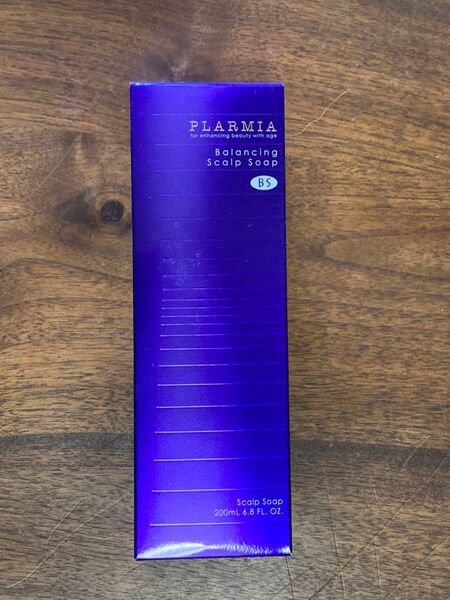 PLARMIA
for enhancing beauty with age
Balancing
Scalp Soap
BS
Scalp Soap
200mL 6.8 FL. OZ.